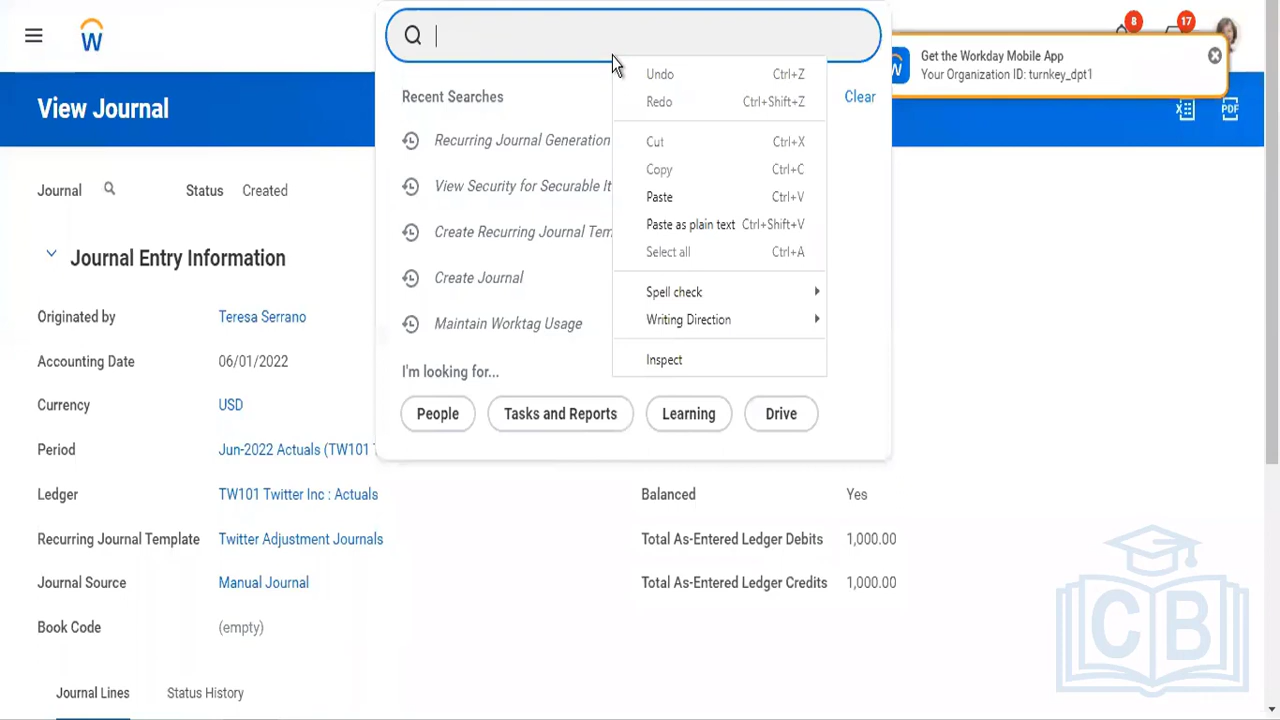 W
8
17
W
Get the Workday Mobile App
Your Organization ID: turnkey_dpt1
View Journal
PDF
Recent Searches
Clear
Recurring Journal Generation
View Security for Securable It
Create Recurring Journal Tem
Create Journal
Maintain Worktag Usage
I'm looking for...
People
Tasks and Reports
Learning
Drive
Undo Ctrl+Z
Redo Ctrl+Shift+Z
Cut Ctrl+X
Copy Ctrl+C
Paste Ctrl+V
Paste as plain text Ctrl+Shift+V
Select all Ctrl+A
Spell check
Writing Direction
Inspect
Journal
Status Created
Journal Entry Information
Originated by Teresa Serrano
Accounting Date 06/01/2022
Currency USD
Period Jun-2022 Actuals (TW101
Ledger TW101 Twitter Inc : Actuals
Recurring Journal Template Twitter Adjustment Journals
Journal Source Manual Journal
Book Code (empty)
Balanced Yes
Total As-Entered Ledger Debits 1,000.00
Total As-Entered Ledger Credits 1,000.00
Journal Lines
Status History
CB